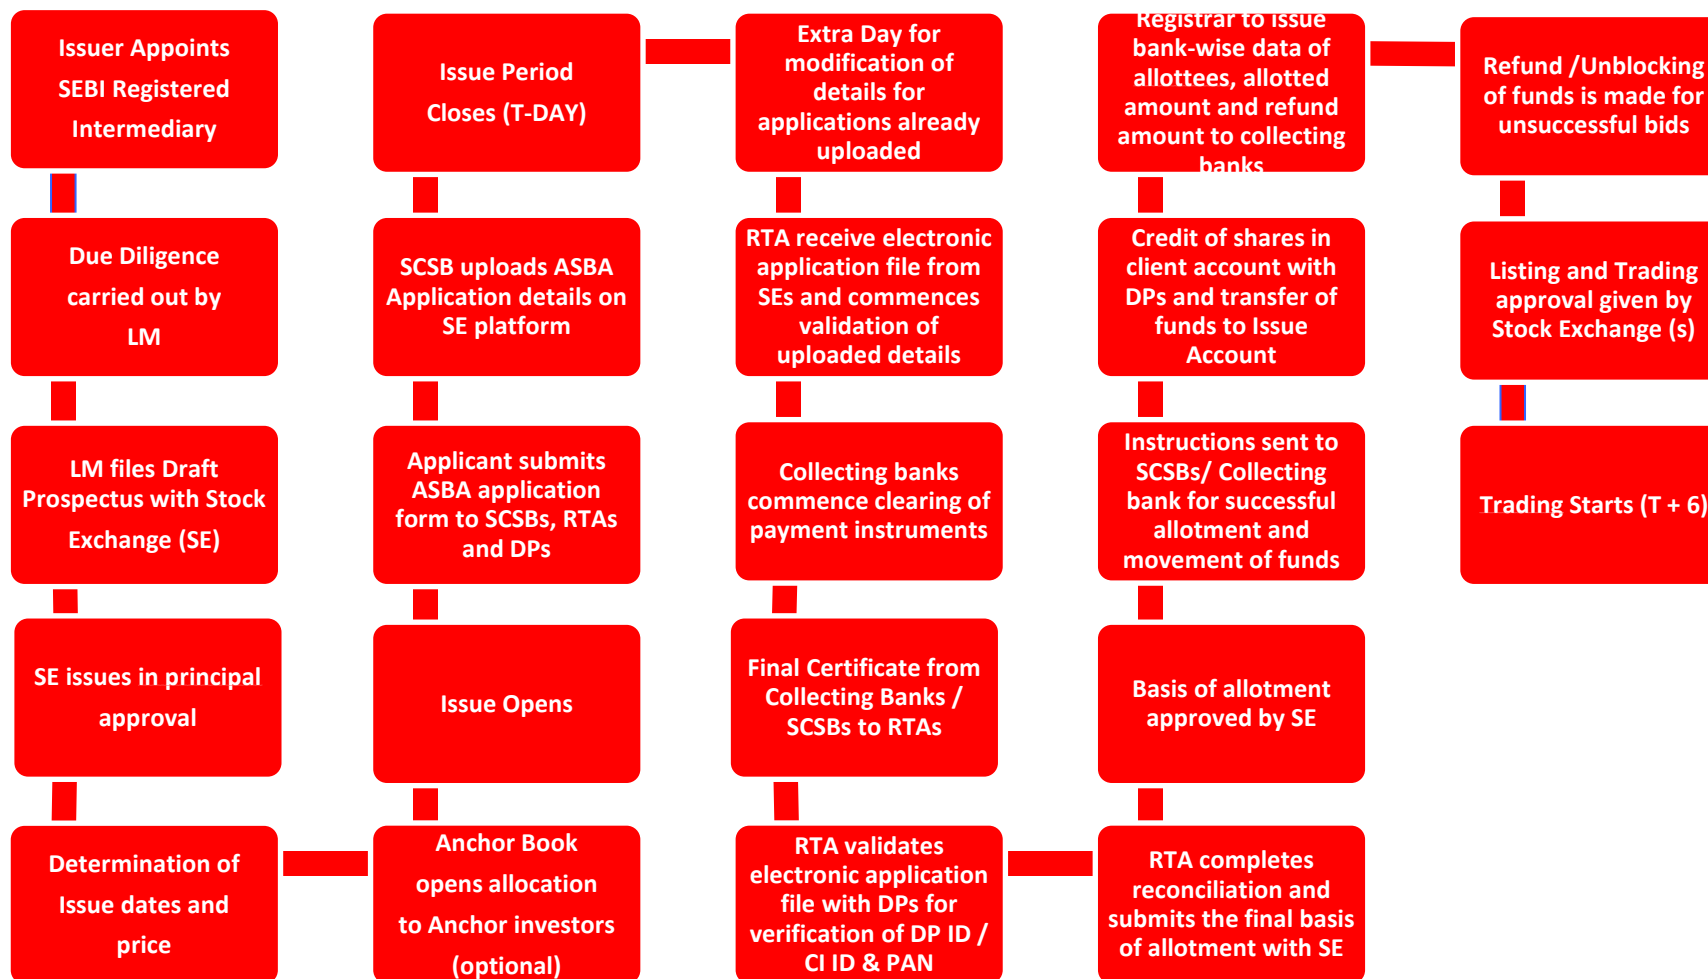 Issuer Appoints
SEBI Registered
Intermediary
Due Diligence
carried out by
LM
LM files Draft
Prospectus with Stock
Exchange (SE)
SE issues in principal
approval
Determination of
Issue dates and
price
Anchor Book
opens allocation
to Anchor investors
(optional)
Issue Opens
Applicant submits
ASBA application
form to SCSBs, RTAs
and DPs
SCSB uploads ASBA
Application details on
SE platform
Issue Period
Closes (T-DAY)
Extra Day for
modification of
details for
applications already
uploaded
RTA receive electronic
application file from
SEs and commences
validation of
uploaded details
Collecting banks
commence clearing of
payment instruments
Final Certificate from
Collecting Banks /
SCSBs to RTAs
RTA validates
electronic application
file with DPs for
verification of DP ID /
CI ID & PAN
RTA completes
reconciliation and
submits the final basis
of allotment with SE
Basis of allotment
approved by SE
Instructions sent to
SCSBs/ Collecting
bank for successful
allotment and
movement of funds
Credit of shares in
client account with
DPs and transfer of
funds to Issue
Account
Registrar to issue
bank-wise data of
allottees, allotted
amount and refund
amount to collecting
banks
Refund /Unblocking
of funds is made for
unsuccessful bids
Listing and Trading
approval given by
Stock Exchange (s)
Trading Starts (T + 6)